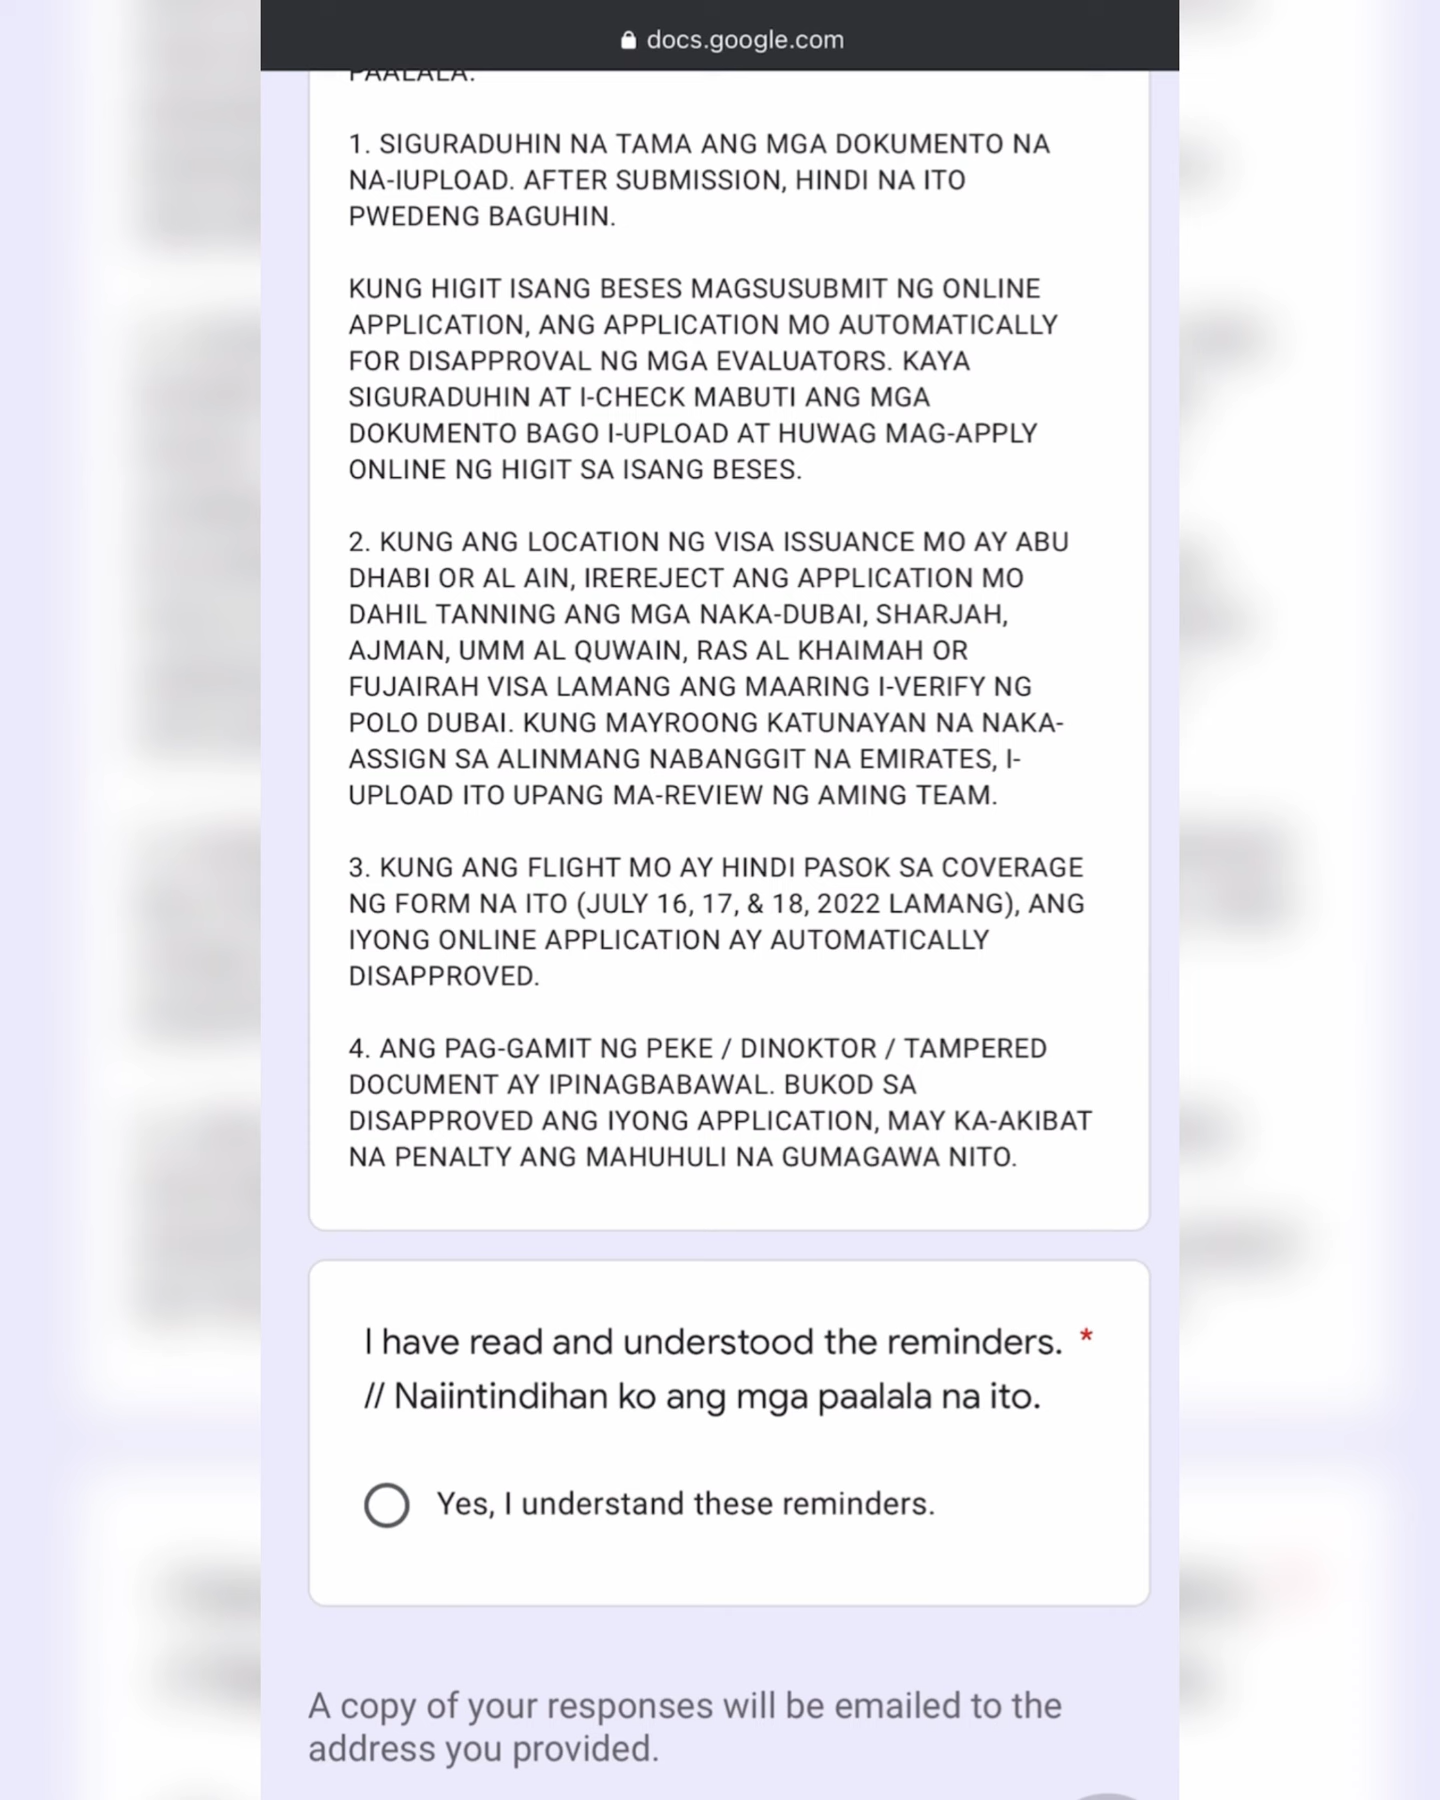 docs.google.com
PAALALA:
1. SIGURADUHIN NA TAMA ANG MGA DOKUMENTO NA
NA-IUPLOAD. AFTER SUBMISSION, HINDI NA ITO
PWEDENG BAGUHIN.
KUNG HIGIT ISANG BESES MAGSUSUBMIT NG ONLINE
APPLICATION, ANG APPLICATION MO AUTOMATICALLY
FOR DISAPPROVAL NG MGA EVALUATORS. KAYA
SIGURADUHIN AT I-CHECK MABUTI ANG MGA
DOKUMENTO BAGO I-UPLOAD AT HUWAG MAG-APPLY
ONLINE NG HIGIT SA ISANG BESES.
2. KUNG ANG LOCATION NG VISA ISSUANCE MO AY ABU
DHABI OR AL AIN, IREREJECT ANG APPLICATION MO
DAHIL TANNING ANG MGA NAKA-DUBAI, SHARJAH,
AJMAN, UMM AL QUWAIN, RAS AL KHAIMAH OR
FUJAIRAH VISA LAMANG ANG MAARING I-VERIFY NG
POLO DUBAI. KUNG MAYROONG KATUNAYAN NA NAKA-
ASSIGN SA ALINMANG NABANGGIT NA EMIRATES, I-
UPLOAD ITO UPANG MA-REVIEW NG AMING TEAM.
3. KUNG ANG FLIGHT MO AY HINDI PASOK SA COVERAGE
NG FORM NA ITO (JULY 16, 17, & 18, 2022 LAMANG), ANG
IYONG ONLINE APPLICATION AY AUTOMATICALLY
DISAPPROVED.
4. ANG PAG-GAMIT NG PEKE / DINOKTOR / TAMPERED
DOCUMENT AY IPINAGBABAWAL. BUKOD SA
DISAPPROVED ANG IYONG APPLICATION, MAY KA-AKIBAT
NA PENALTY ANG MAHUHULI NA GUMAGAWA NITO.
I have read and understood the reminders. *
// Naiintindihan ko ang mga paalala na ito.
Yes, I understand these reminders.
A copy of your responses will be emailed to the
address you provided.